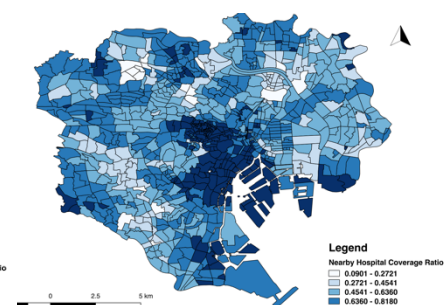 io
0 2.5 5 km
Legend
Nearby Hospital Coverage Ratio
0.0901 - 0.2721
0.2721 - 0.4541
0.4541 - 0.6360
0.6360 - 0.8180